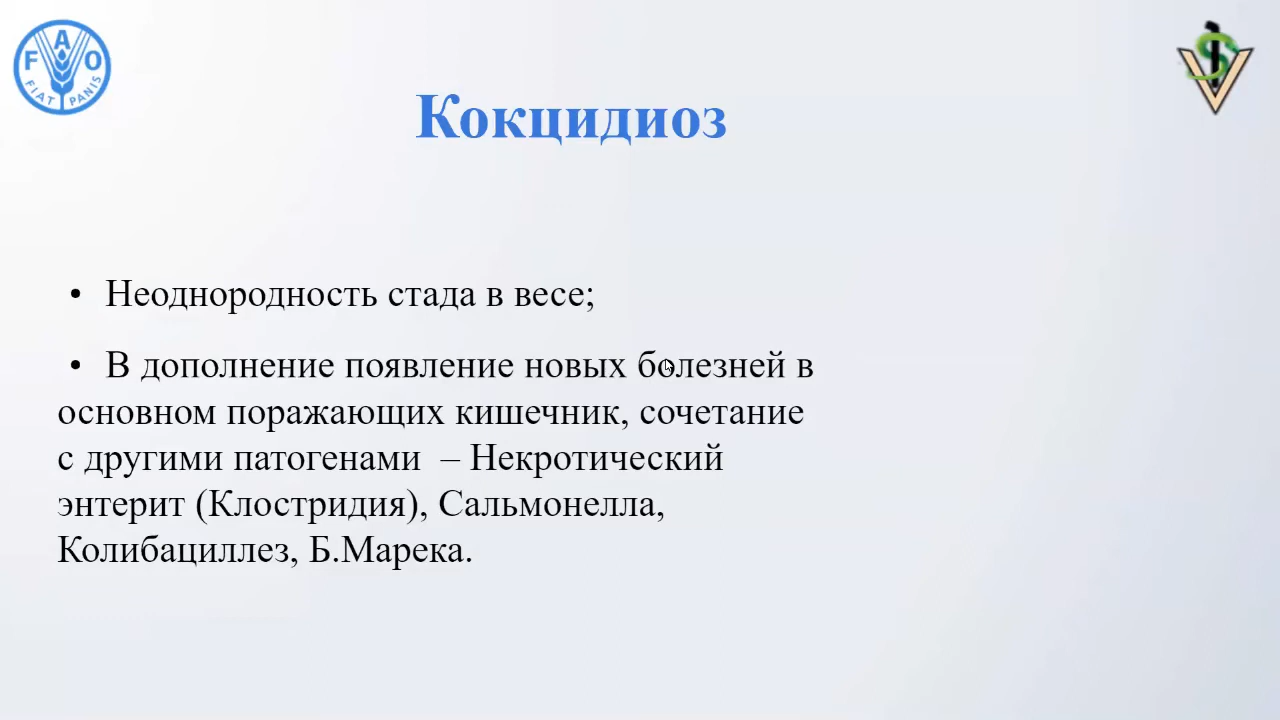 FAO
FIAT PANIS
Кокцидиоз
• Неоднородность стада в весе;
• В дополнение появление новых болезней в
основном поражающих кишечник, сочетание
с другими патогенами – Некротический
энтерит (Клостридия), Сальмонелла,
Колибациллез, Б.Марека.